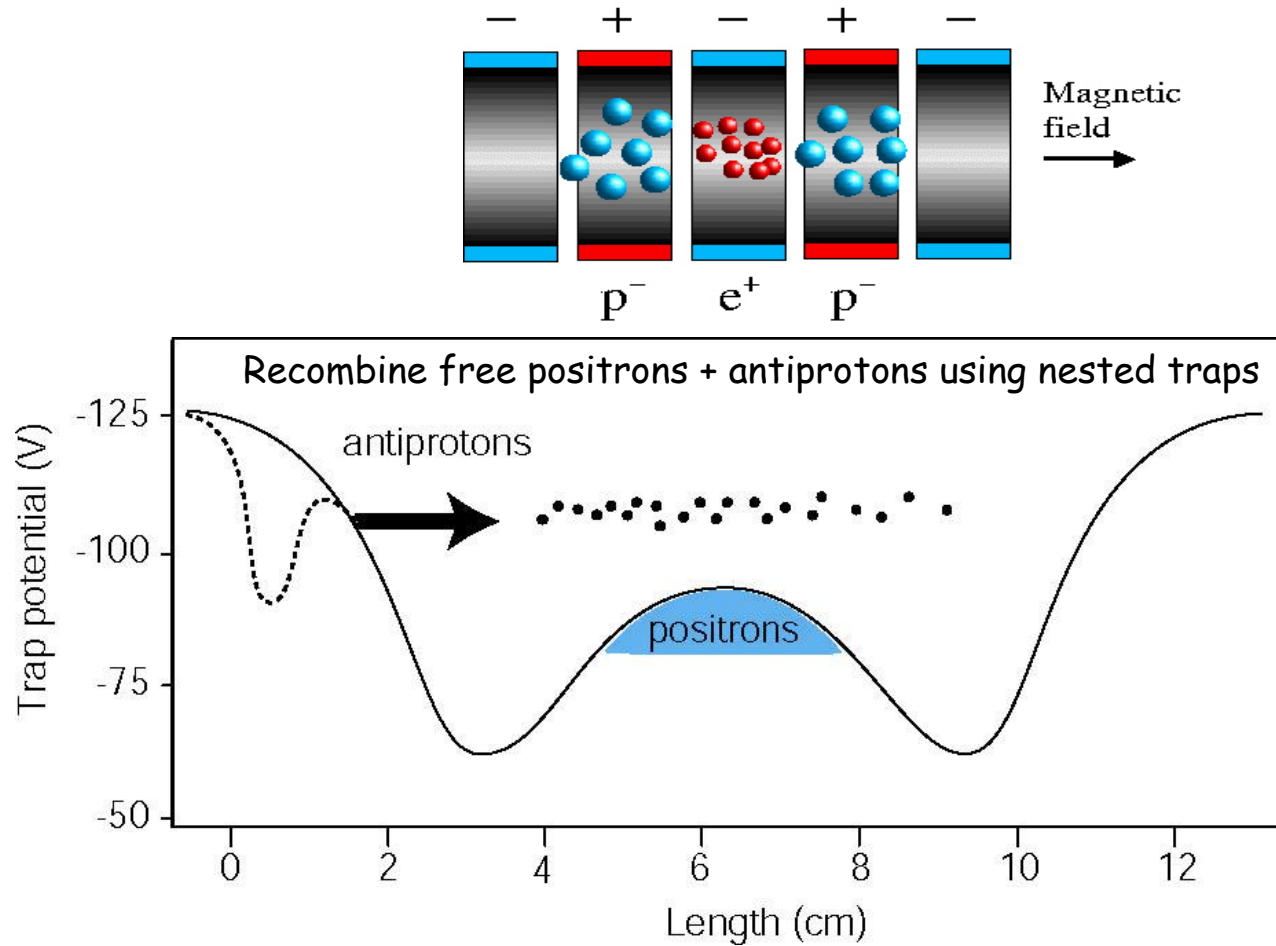 − + − + −
Magnetic
field
p⁻ e⁺ p⁻
Recombine free positrons + antiprotons using nested traps
Trap potential (V)
-125
antiprotons
-100
positrons
-75
-50
0 2 4 6 8 10 12
Length (cm)